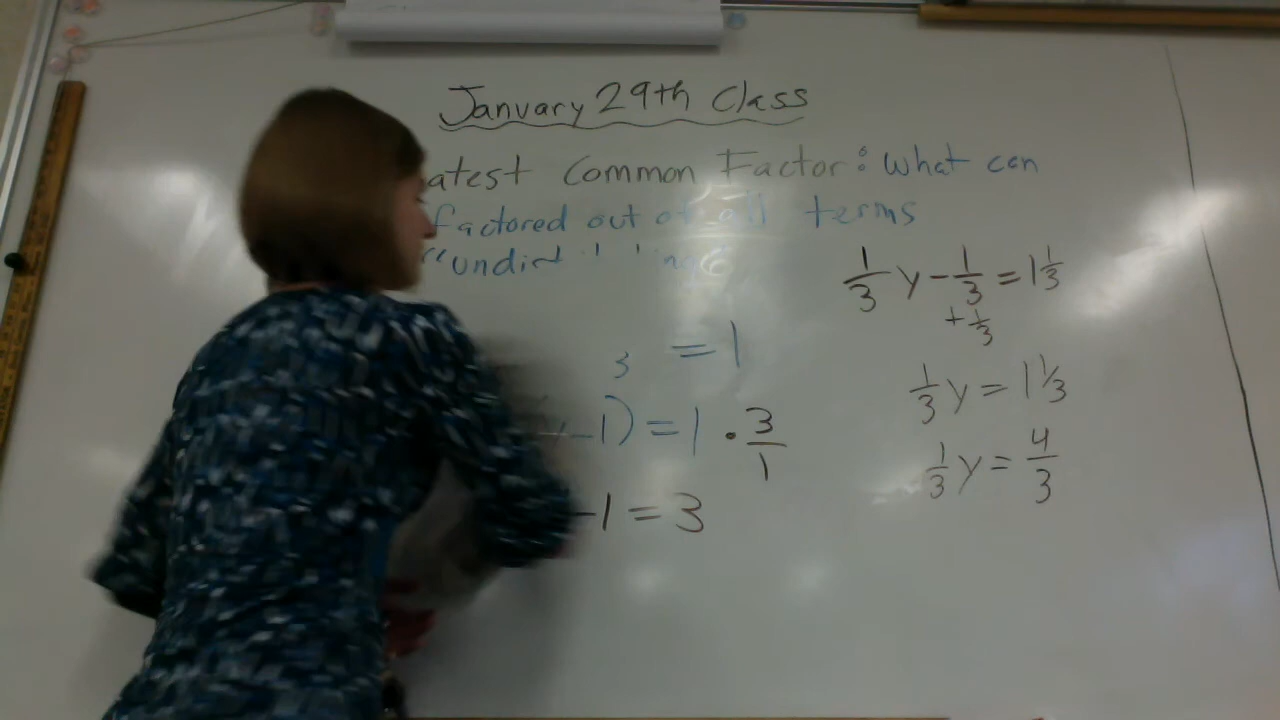 January 29th Class
atest Common Factor: What can
factored out of all terms
= 1
3
-1) = 1 · 3/1
-1 = 3
1/3 y - 1/3 = 1 1/3
+ 1/3
1/3 y = 1 1/3
1/3 y = 4/3